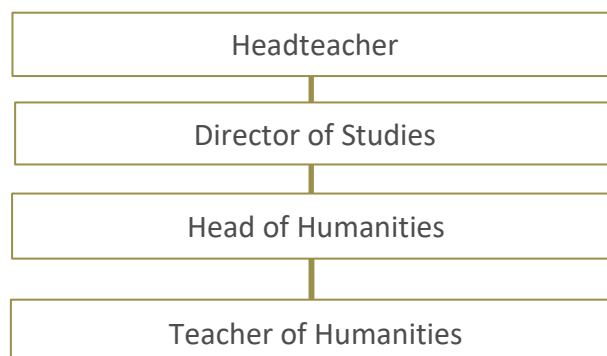 Headteacher
Director of Studies
Head of Humanities
Teacher of Humanities